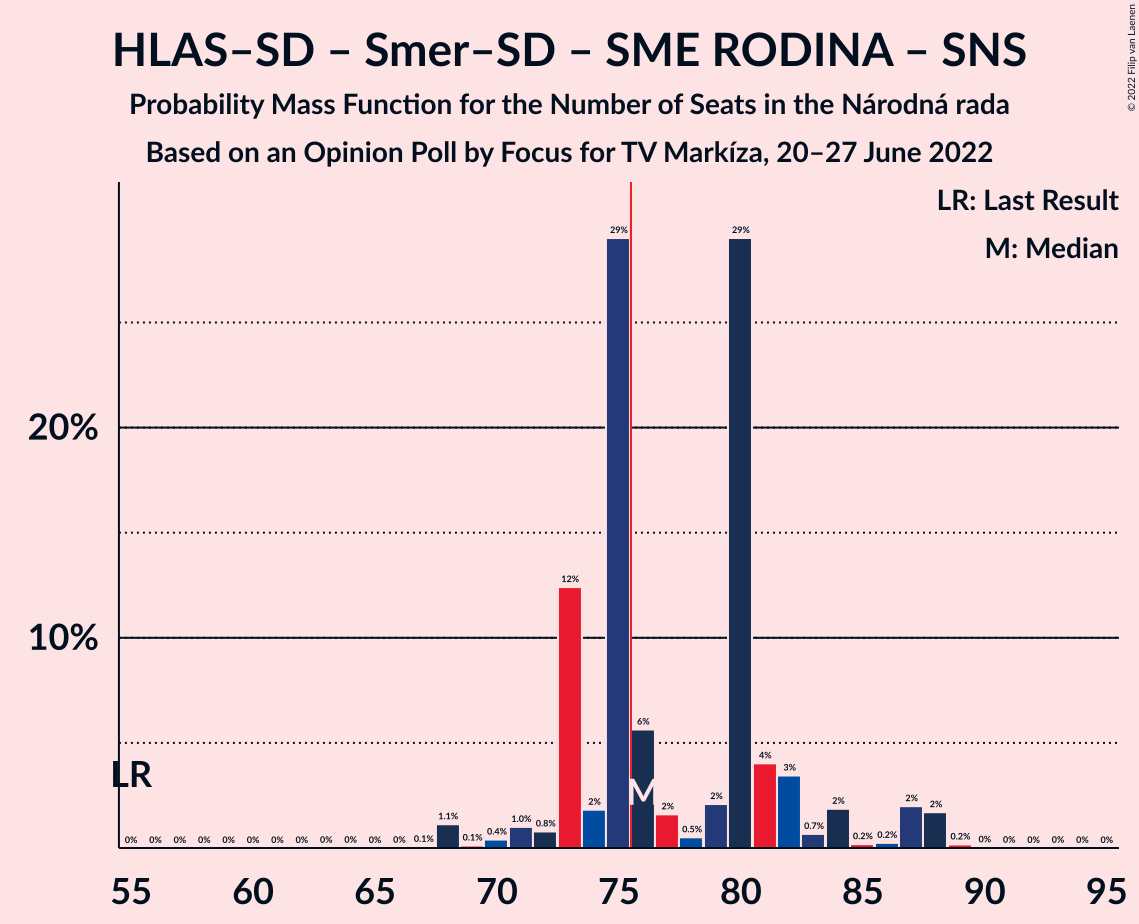 HLAS–SD – Smer–SD – SME RODINA – SNS
Probability Mass Function for the Number of Seats in the Národná rada
Based on an Opinion Poll by Focus for TV Markíza, 20–27 June 2022
© 2022 Filip van Laenen
LR: Last Result
M: Median
20%
10%
LR
M
0% 0% 0% 0% 0% 0% 0% 0% 0% 0% 0% 0% 0.1% 1.1% 0.1% 0.4% 1.0% 0.8% 12% 2% 29% 6% 2% 0.5% 2% 29% 4% 3% 0.7% 2% 0.2% 0.2% 2% 2% 0.2% 0% 0% 0% 0% 0% 0%
55 60 65 70 75 80 85 90 95